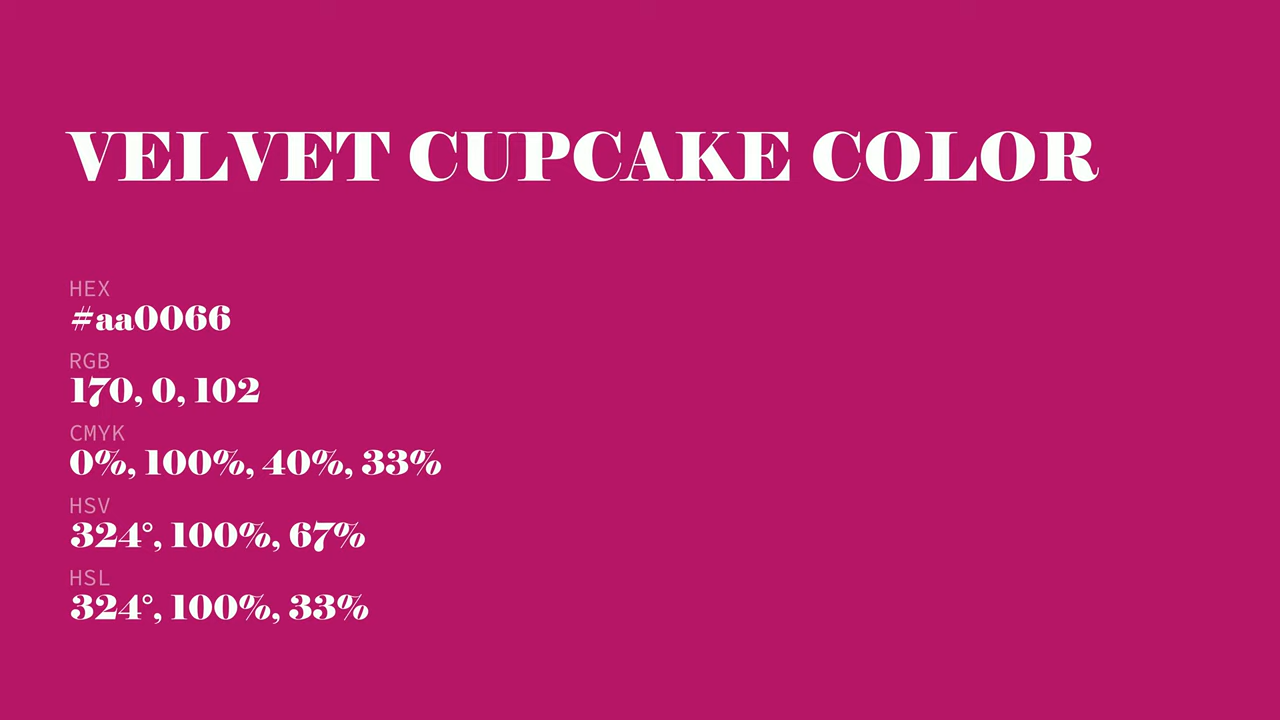 VELVET CUPCAKE COLOR
HEX
#aa0066
RGB
170, 0, 102
CMYK
0%, 100%, 40%, 33%
HSV
324°, 100%, 67%
HSL
324°, 100%, 33%